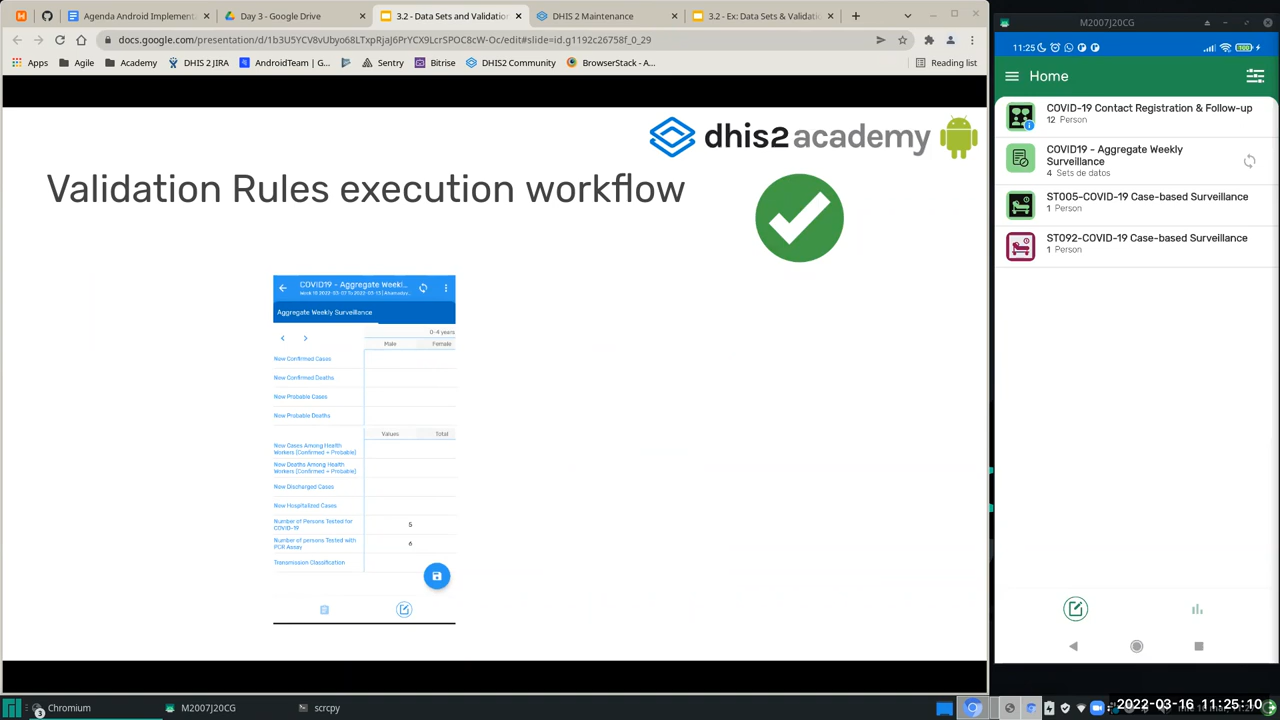 Agenda Android Implement
Day 3 - Google Drive
3.2 - Data Sets and Validatio
DHIS 2 Maintenance
3.2 - Ex: Data Sets & Validati
docs.google.com/presentation/d/1b3U5YCV8vUbyo68LTxpRjaJ6PrYCX9LcrSPOC8cW-Oc/edit#slide=id.g1192c26758f_0_29
Apps
Agile
Academy
DHIS 2 JIRA
AndroidTeam | G...
Sentry
Bitrise
DHIS2 Community
BrowserStack - A...
Reading list
dhis2academy
Validation Rules execution workflow
COVID19 - Aggregate Weekl...
Aggregate Weekly Surveillance
0-4 years
Male
Female
New Confirmed Cases
New Confirmed Deaths
New Probable Cases
New Probable Deaths
Values
Total
New Cases Among Health
Workers (Confirmed + Probable)
New Deaths Among Health
Workers (Confirmed + Probable)
New Discharged Cases
New Hospitalized Cases
Number of Persons Tested for
COVID-19
5
Number of persons Tested with
PCR Assay
6
Transmission Classification
M2007J20CG
11:25
100
Home
COVID-19 Contact Registration & Follow-up
12 Person
COVID19 - Aggregate Weekly
Surveillance
4 Sets de datos
ST005-COVID-19 Case-based Surveillance
1 Person
ST092-COVID-19 Case-based Surveillance
1 Person
3
Chromium
M2007J20CG
scrcpy
2022-03-16 11:25:10